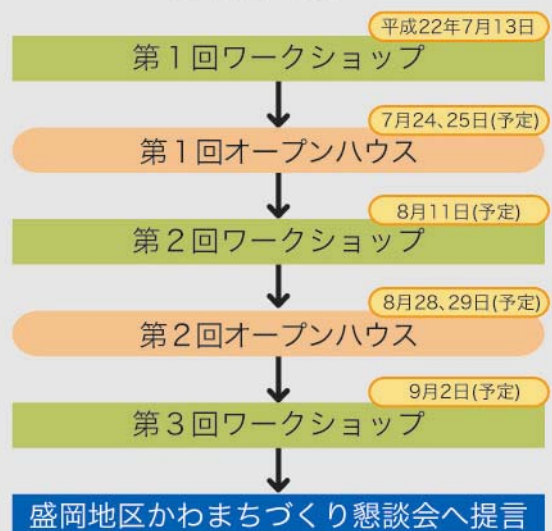 平成22年7月13日
第1回ワークショップ
7月24、25日(予定)
第1回オープンハウス
8月11日(予定)
第2回ワークショップ
8月28、29日(予定)
第2回オープンハウス
9月2日(予定)
第3回ワークショップ
盛岡地区かわまちづくり懇談会へ提言